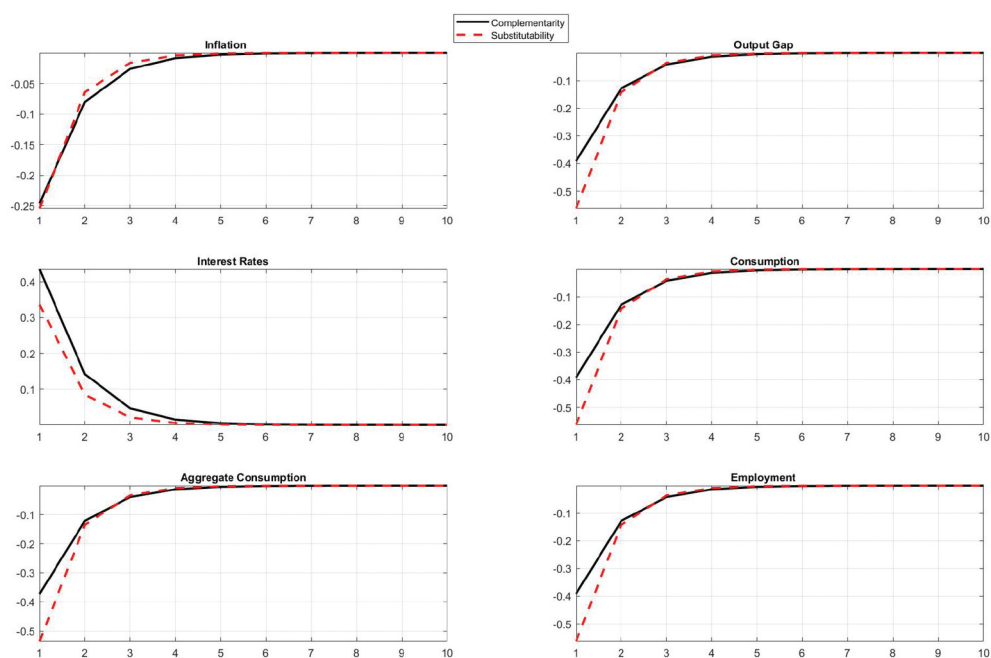 Complementarity
Substitutability
Inflation
-0.05
-0.1
-0.15
-0.2
-0.25
1 2 3 4 5 6 7 8 9 10
Output Gap
-0.1
-0.2
-0.3
-0.4
-0.5
1 2 3 4 5 6 7 8 9 10
Interest Rates
0.4
0.3
0.2
0.1
1 2 3 4 5 6 7 8 9 10
Consumption
-0.1
-0.2
-0.3
-0.4
-0.5
1 2 3 4 5 6 7 8 9 10
Aggregate Consumption
-0.1
-0.2
-0.3
-0.4
-0.5
1 2 3 4 5 6 7 8 9 10
Employment
-0.1
-0.2
-0.3
-0.4
-0.5
1 2 3 4 5 6 7 8 9 10